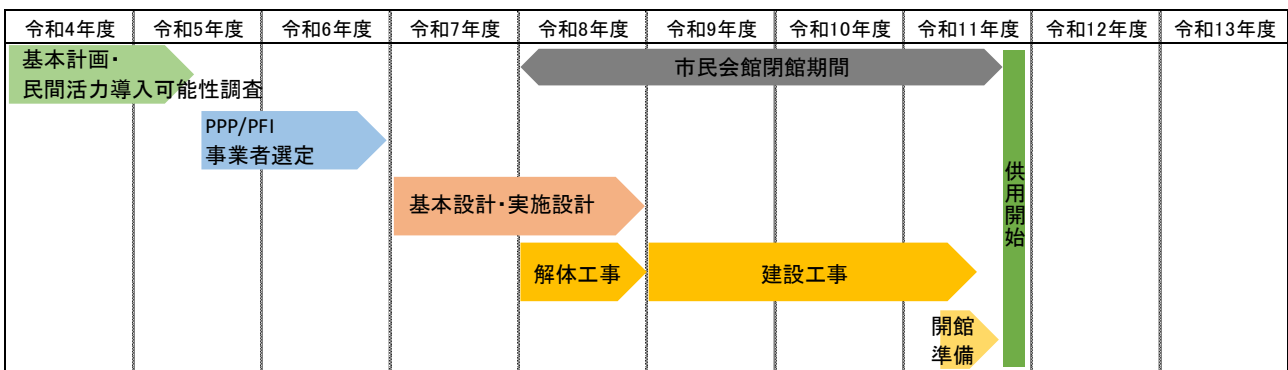 令和4年度 令和5年度 令和6年度 令和7年度 令和8年度 令和9年度 令和10年度 令和11年度 令和12年度 令和13年度
基本計画・
民間活力導入可能性調査
市民会館閉館期間
PPP/PFI
事業者選定
基本設計・実施設計
供用開始
解体工事
建設工事
開館
準備